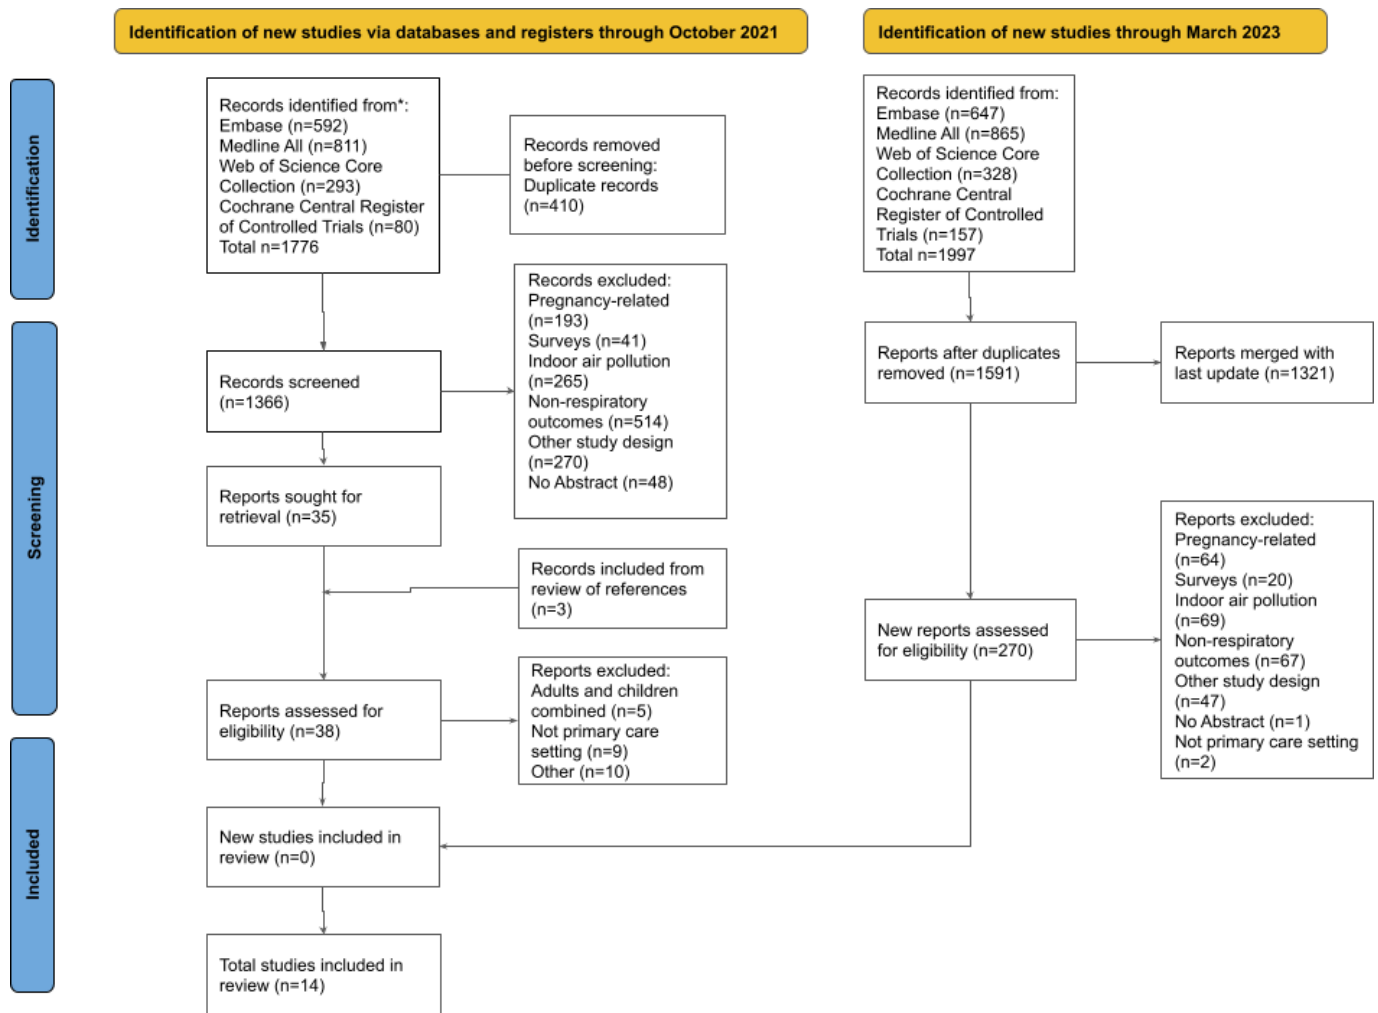 Identification of new studies via databases and registers through October 2021
Identification of new studies through March 2023
Identification
Records identified from*:
Embase (n=592)
Medline All (n=811)
Web of Science Core
Collection (n=293)
Cochrane Central Register
of Controlled Trials (n=80)
Total n=1776
Records removed
before screening:
Duplicate records
(n=410)
Records identified from:
Embase (n=647)
Medline All (n=865)
Web of Science Core
Collection (n=328)
Cochrane Central
Register of Controlled
Trials (n=157)
Total n=1997
Screening
Records screened
(n=1366)
Records excluded:
Pregnancy-related
(n=193)
Surveys (n=41)
Indoor air pollution
(n=265)
Non-respiratory
outcomes (n=514)
Other study design
(n=270)
No Abstract (n=48)
Reports after duplicates
removed (n=1591)
Reports merged with
last update (n=1321)
Reports sought for
retrieval (n=35)
Records included from
review of references
(n=3)
Reports assessed for
eligibility (n=38)
Reports excluded:
Adults and children
combined (n=5)
Not primary care
setting (n=9)
Other (n=10)
New reports assessed
for eligibility (n=270)
Reports excluded:
Pregnancy-related
(n=64)
Surveys (n=20)
Indoor air pollution
(n=69)
Non-respiratory
outcomes (n=67)
Other study design
(n=47)
No Abstract (n=1)
Not primary care setting
(n=2)
Included
New studies included in
review (n=0)
Total studies included in
review (n=14)